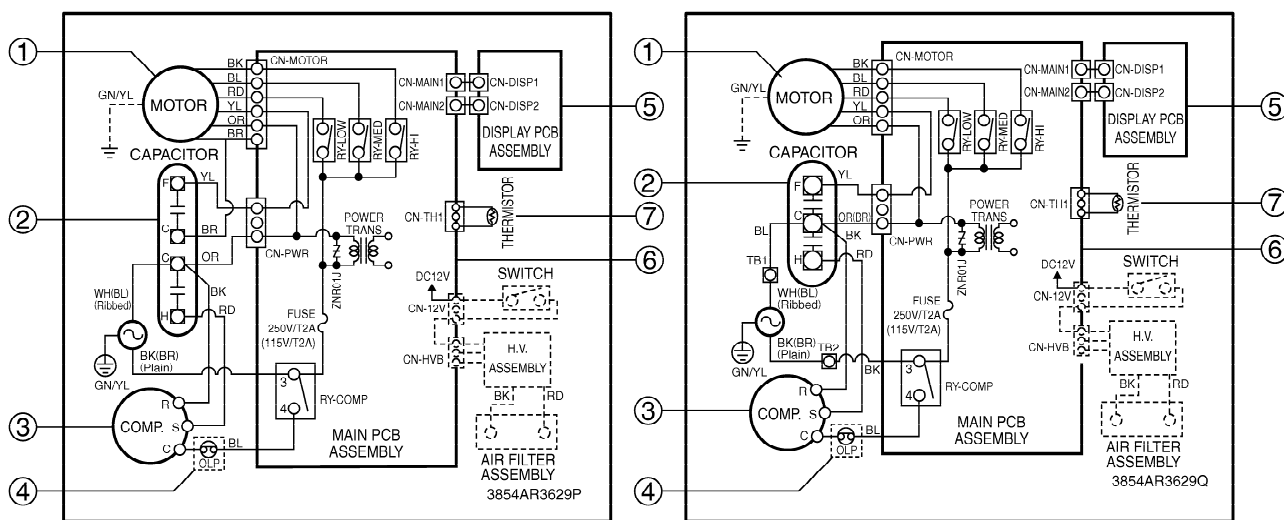 1
2
3
4
MOTOR
GN/YL
BK
BL
RD
YL
OR
BR
CN-MOTOR
CN-MAIN1
CN-DISP1
CN-MAIN2
CN-DISP2
DISPLAY PCB
ASSEMBLY
RY-LOW
RY-MED
RY-HI
CAPACITOR
F
YL
C
BR
C
OR
BK
H
RD
CN-PWR
POWER
TRANS
ZNR01J
CN-TH1
THERMISTOR
WH(BL)
(Ribbed)
BK(BR)
(Plain)
GN/YL
FUSE
250V/T2A
(115V/T2A)
DC12V
CN-12V
SWITCH
CN-HVB
H.V.
ASSEMBLY
BK
RD
3
4
RY-COMP
COMP.
R
S
C
OLP
BL
MAIN PCB
ASSEMBLY
AIR FILTER
ASSEMBLY
3854AR3629P
5
7
6
1
2
3
4
MOTOR
GN/YL
BK
BL
RD
YL
OR
CN-MOTOR
CN-MAIN1
CN-DISP1
CN-MAIN2
CN-DISP2
DISPLAY PCB
ASSEMBLY
RY-LOW
RY-MED
RY-HI
CAPACITOR
F
YL
C
OR(DR)
BK
BL
H
RD
TB1
CN-PWR
POWER
TRANS
ZNR01J
CN-TH1
THERMISTOR
WH(BL)
(Ribbed)
BK(BR)
(Plain)
TB2
BK
GN/YL
FUSE
250V/T2A
(115V/T2A)
DC12V
CN-12V
SWITCH
CN-HVB
H.V.
ASSEMBLY
BK
RD
3
4
RY-COMP
COMP.
R
S
C
OLP
BL
MAIN PCB
ASSEMBLY
AIR FILTER
ASSEMBLY
3854AR3629Q
5
7
6